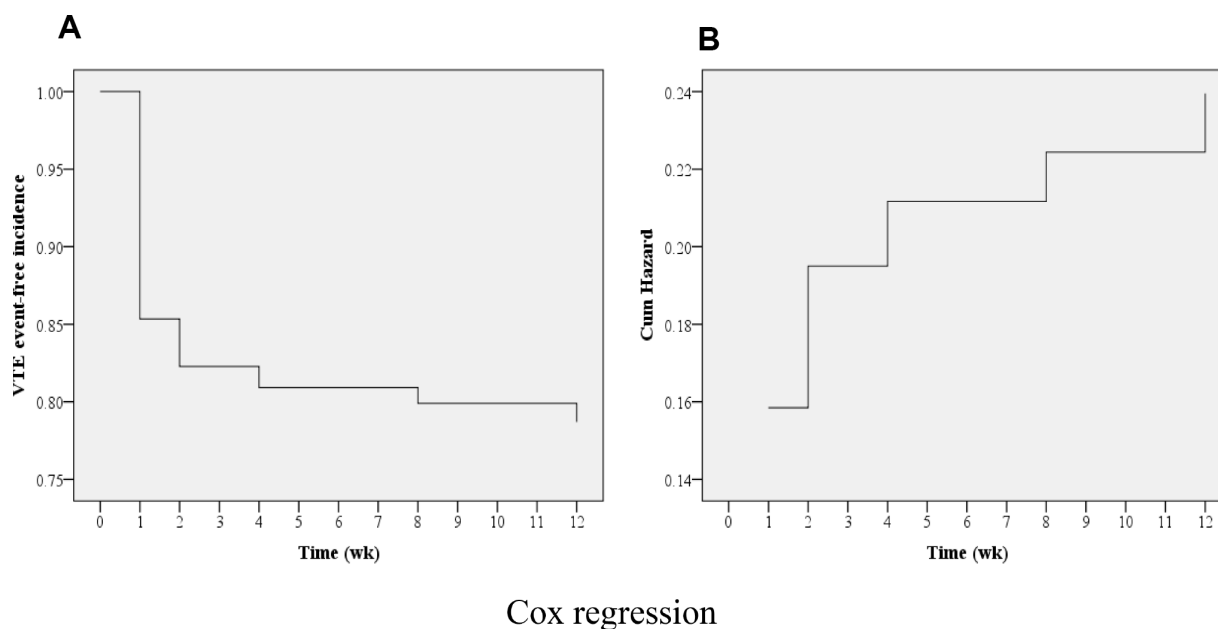 A
1.00
0.95
0.90
0.85
0.80
0.75
VTE event-free incidence
0 1 2 3 4 5 6 7 8 9 10 11 12
Time (wk)
B
0.24
0.22
0.20
0.18
0.16
0.14
Cum Hazard
0 1 2 3 4 5 6 7 8 9 10 11 12
Time (wk)
Cox regression